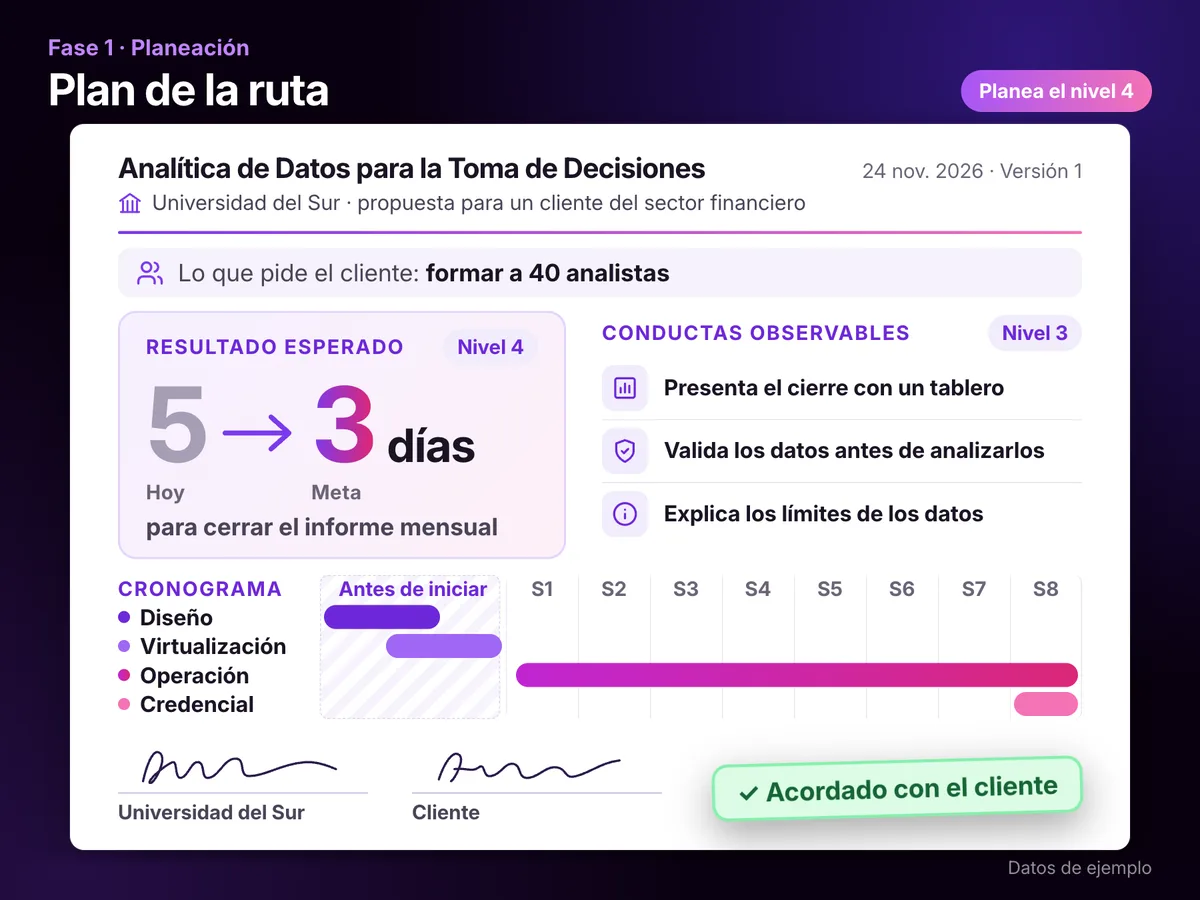 Fase 1 · Planeación
Plan de la ruta
Planea el nivel 4
Analítica de Datos para la Toma de Decisiones
24 nov. 2026 · Versión 1
Universidad del Sur · propuesta para un cliente del sector financiero
Lo que pide el cliente: formar a 40 analistas
RESULTADO ESPERADO
Nivel 4
5 → 3 días
Hoy
Meta
para cerrar el informe mensual
CONDUCTAS OBSERVABLES
Nivel 3
Presenta el cierre con un tablero
Valida los datos antes de analizarlos
Explica los límites de los datos
CRONOGRAMA
Antes de iniciar
S1 S2 S3 S4 S5 S6 S7 S8
Diseño
Virtualización
Operación
Credencial
Universidad del Sur
Cliente
✓ Acordado con el cliente
Datos de ejemplo